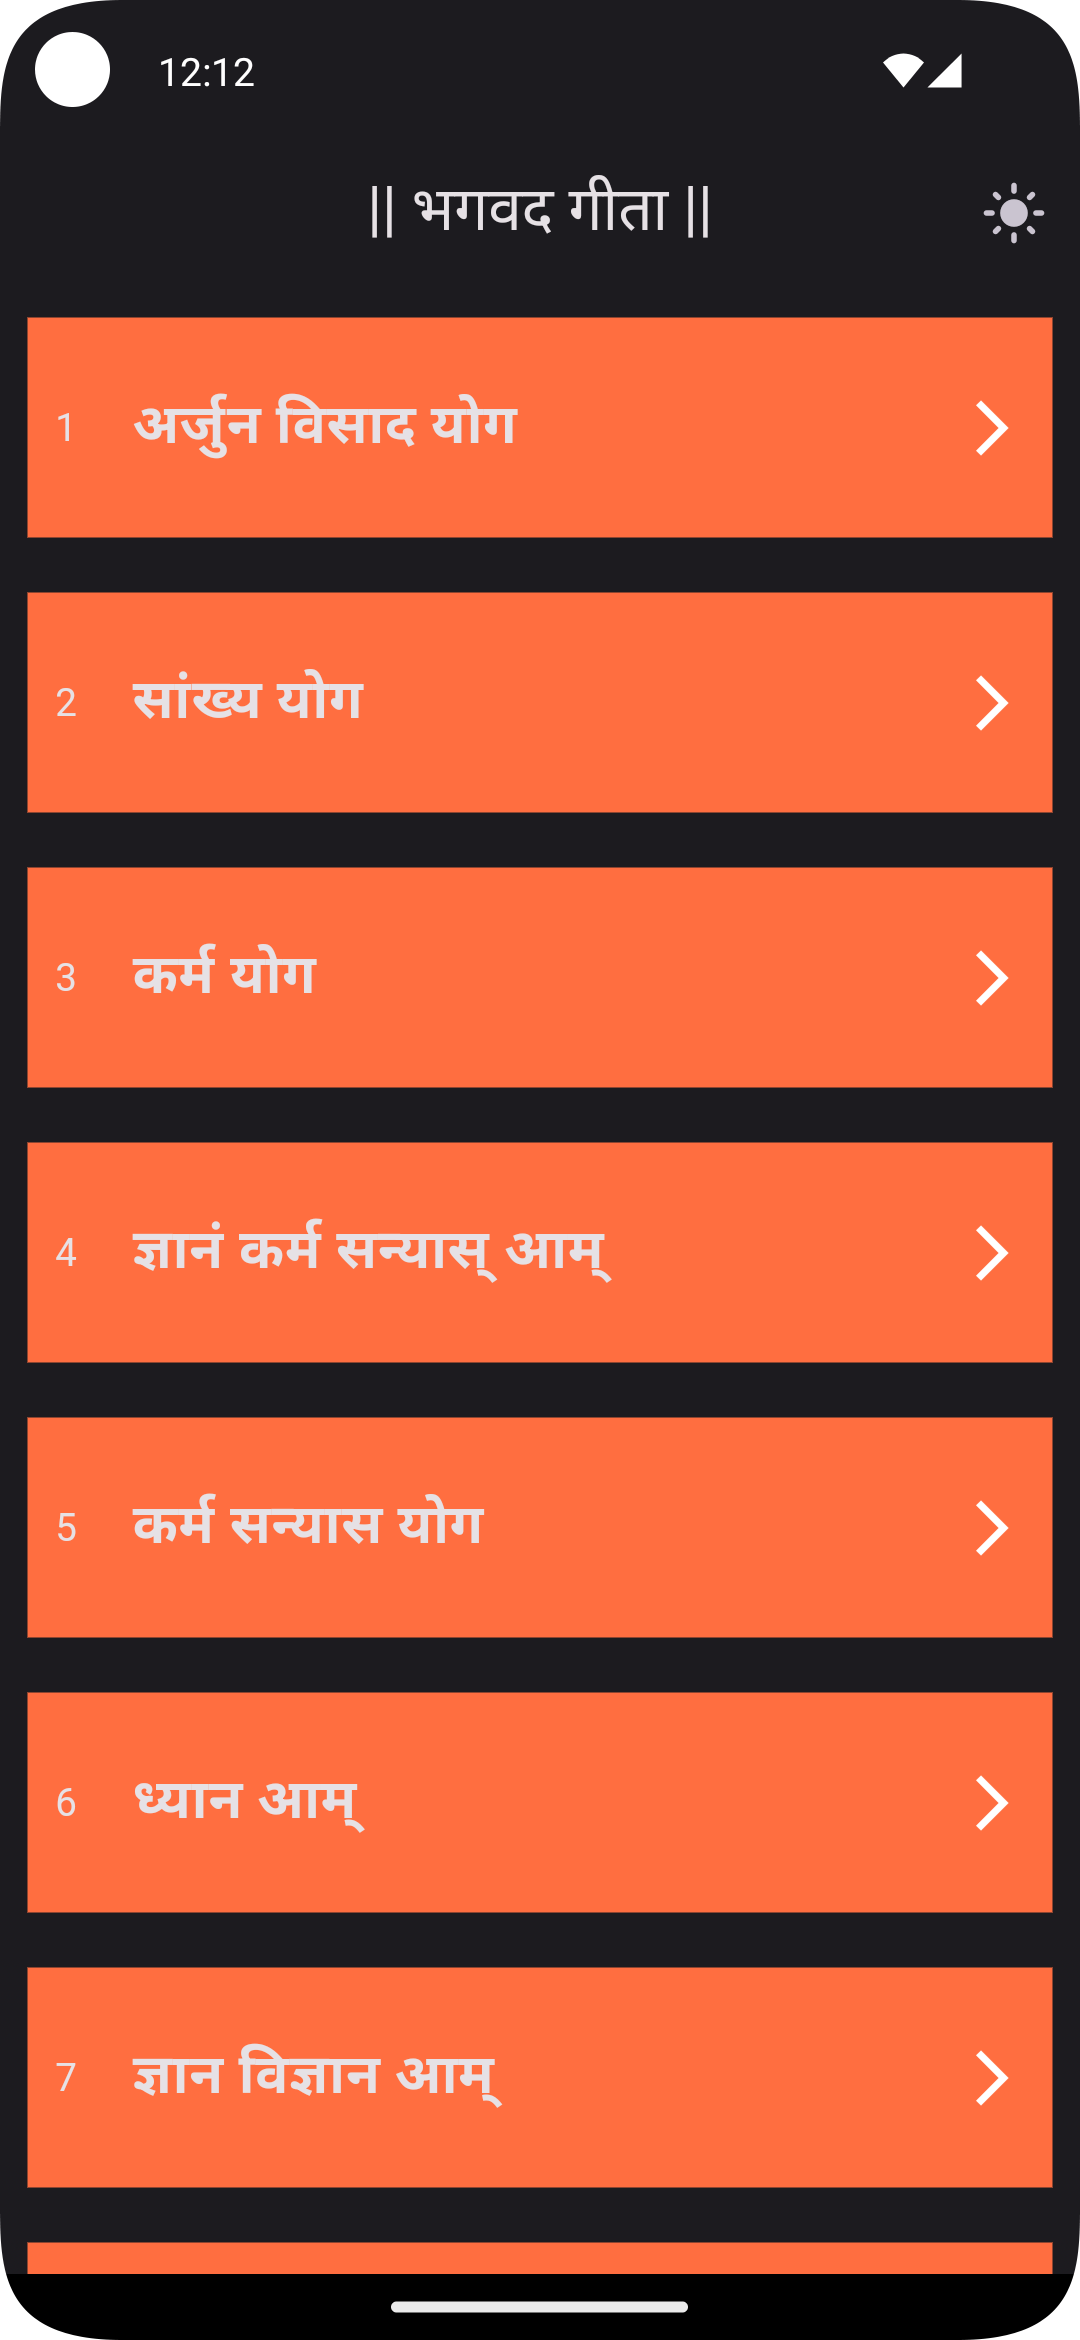 12:12
|| भगवद गीता ||
1 अर्जुन विसाद योग
2 सांख्य योग
3 कर्म योग
4 ज्ञानं कर्म सन्यास् आम्
5 कर्म सन्यास योग
6 ध्यान आम्
7 ज्ञान विज्ञान आम्